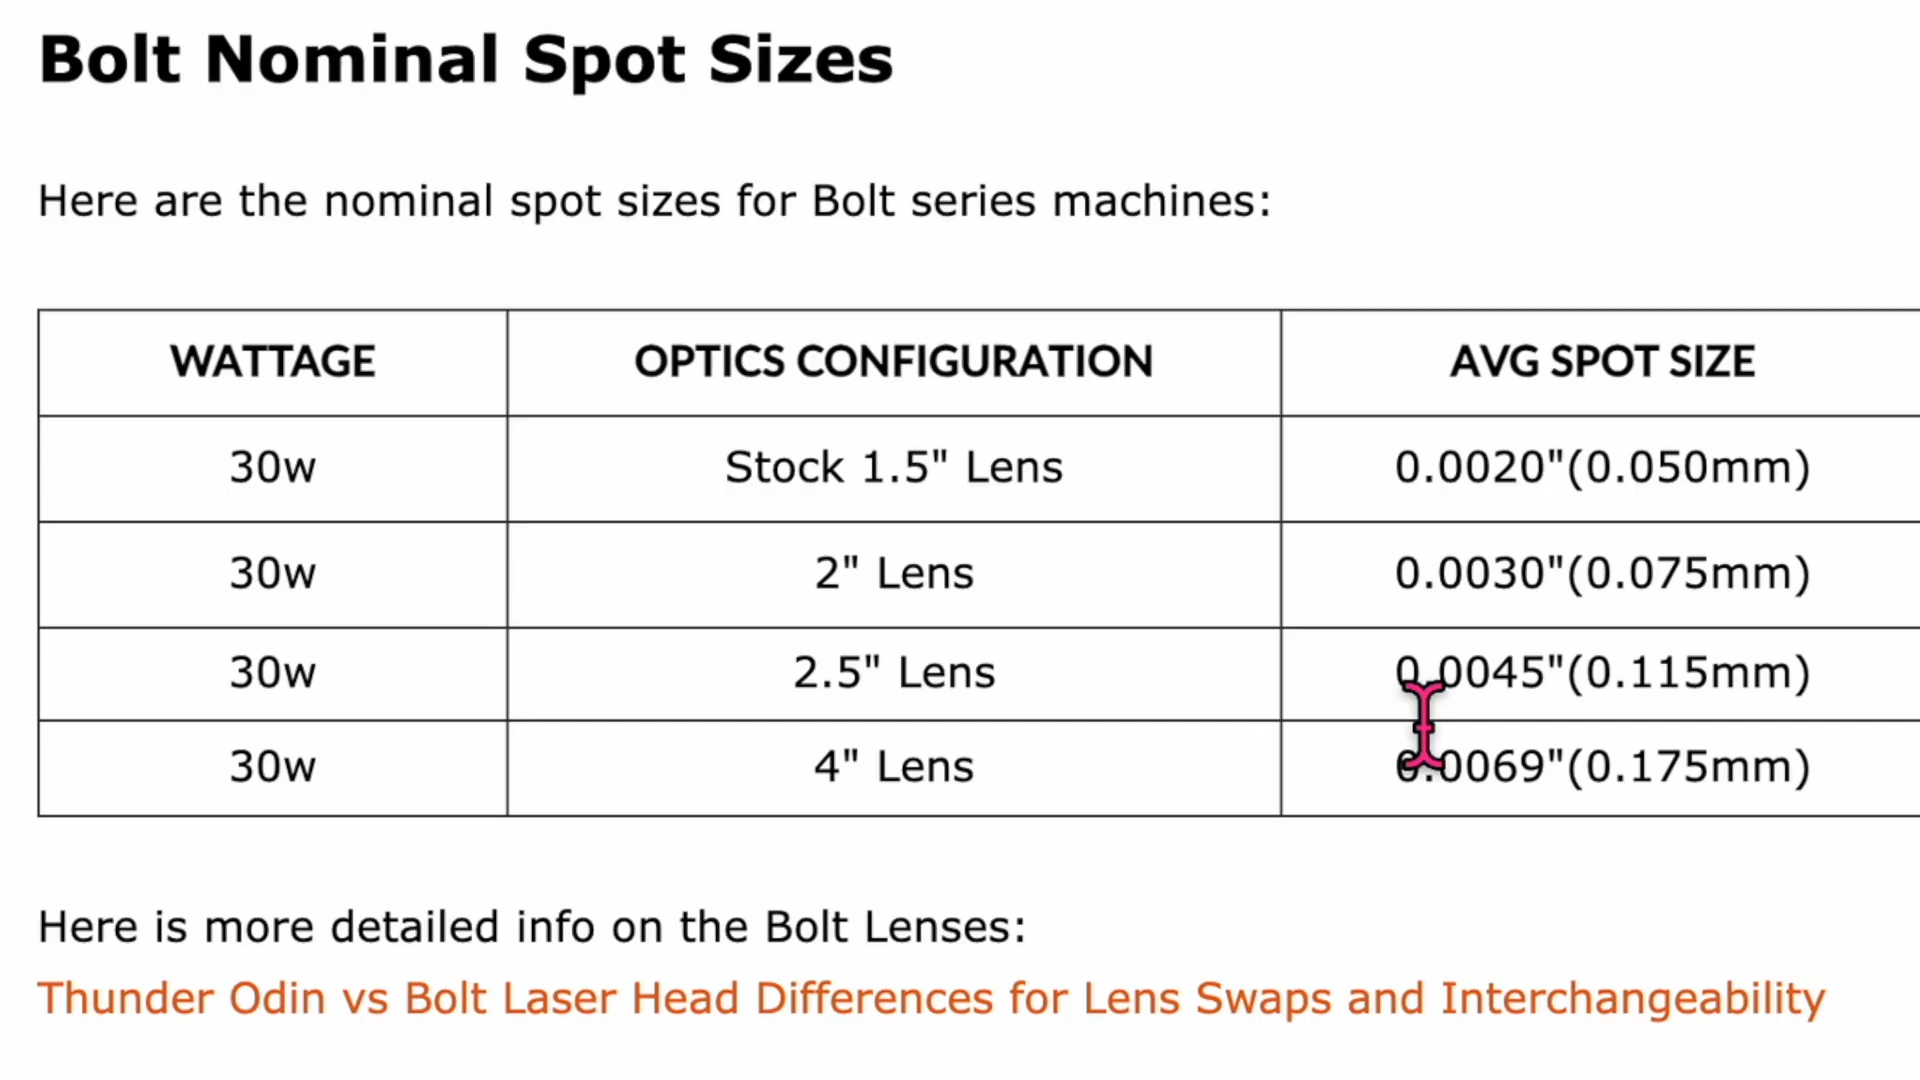 Bolt Nominal Spot Sizes
Here are the nominal spot sizes for Bolt series machines:
WATTAGE OPTICS CONFIGURATION AVG SPOT SIZE
30w Stock 1.5" Lens 0.0020"(0.050mm)
30w 2" Lens 0.0030"(0.075mm)
30w 2.5" Lens 0.0045"(0.115mm)
30w 4" Lens 0.0069"(0.175mm)
Here is more detailed info on the Bolt Lenses:
Thunder Odin vs Bolt Laser Head Differences for Lens Swaps and Interchangeability